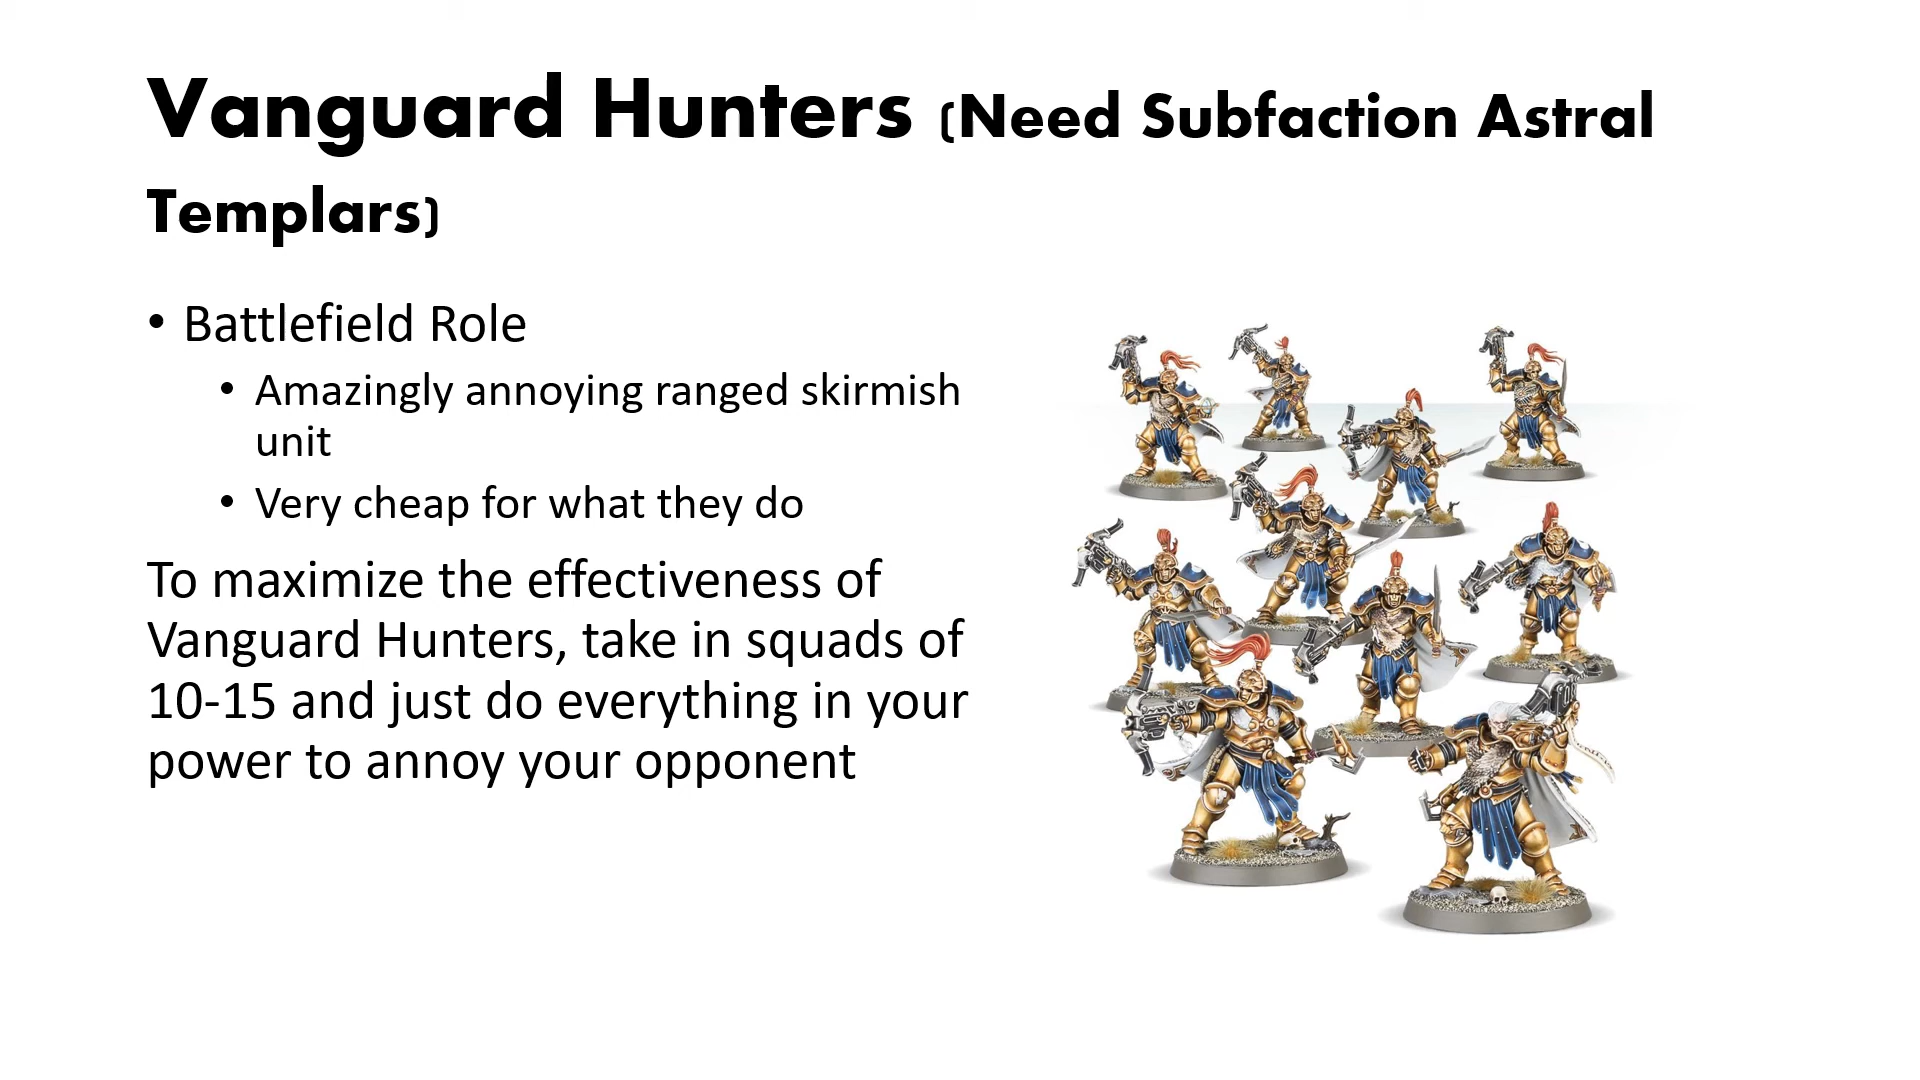 Vanguard Hunters (Need Subfaction Astral
Templars)
• Battlefield Role
• Amazingly annoying ranged skirmish
unit
• Very cheap for what they do
To maximize the effectiveness of
Vanguard Hunters, take in squads of
10-15 and just do everything in your
power to annoy your opponent